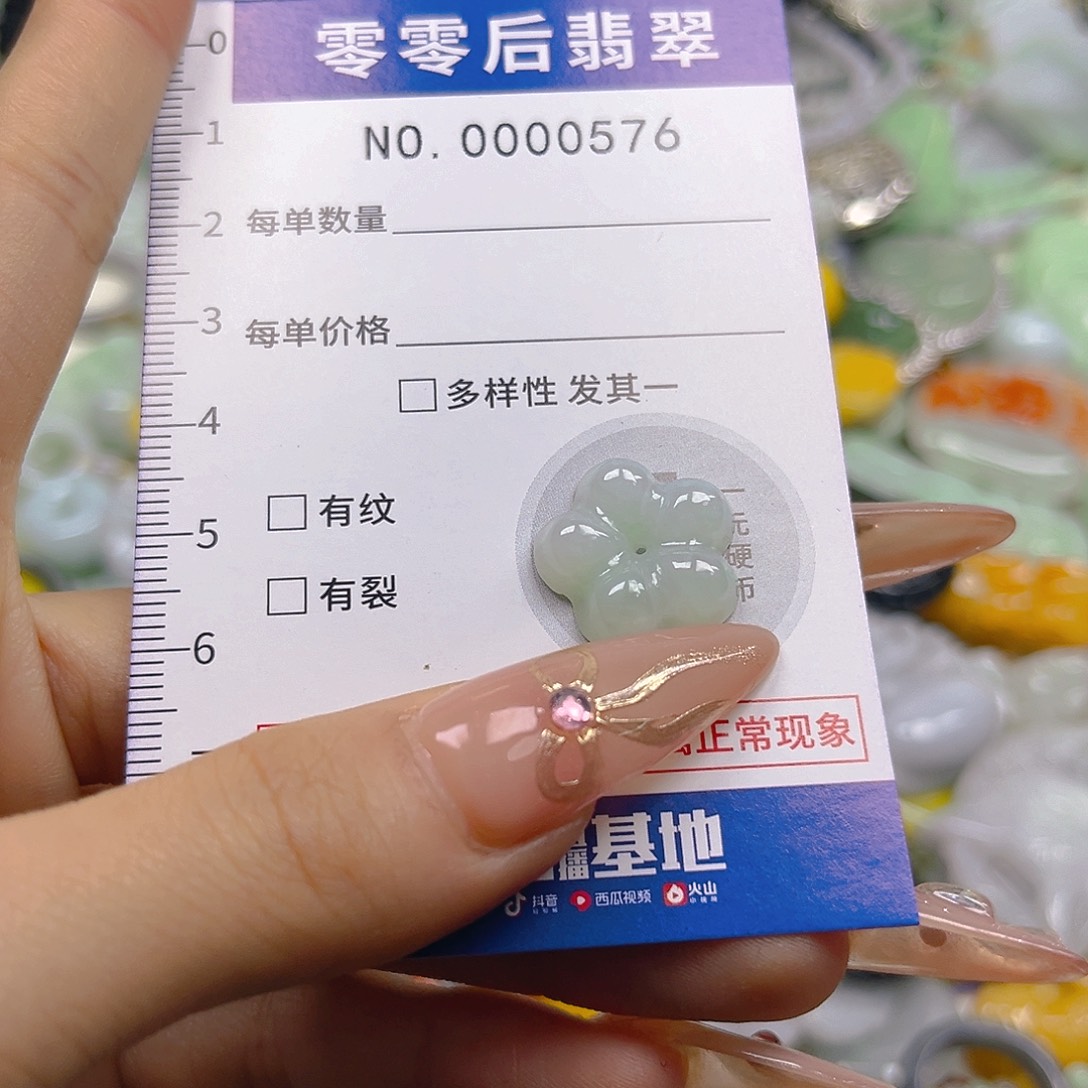 零零后翡翠
NO. 0000576
每单数量
每单价格
多样性 发其一
有纹
有裂
一元硬币
正常现象
播基地
抖音
西瓜视频
火山
0
1
2
3
4
5
6